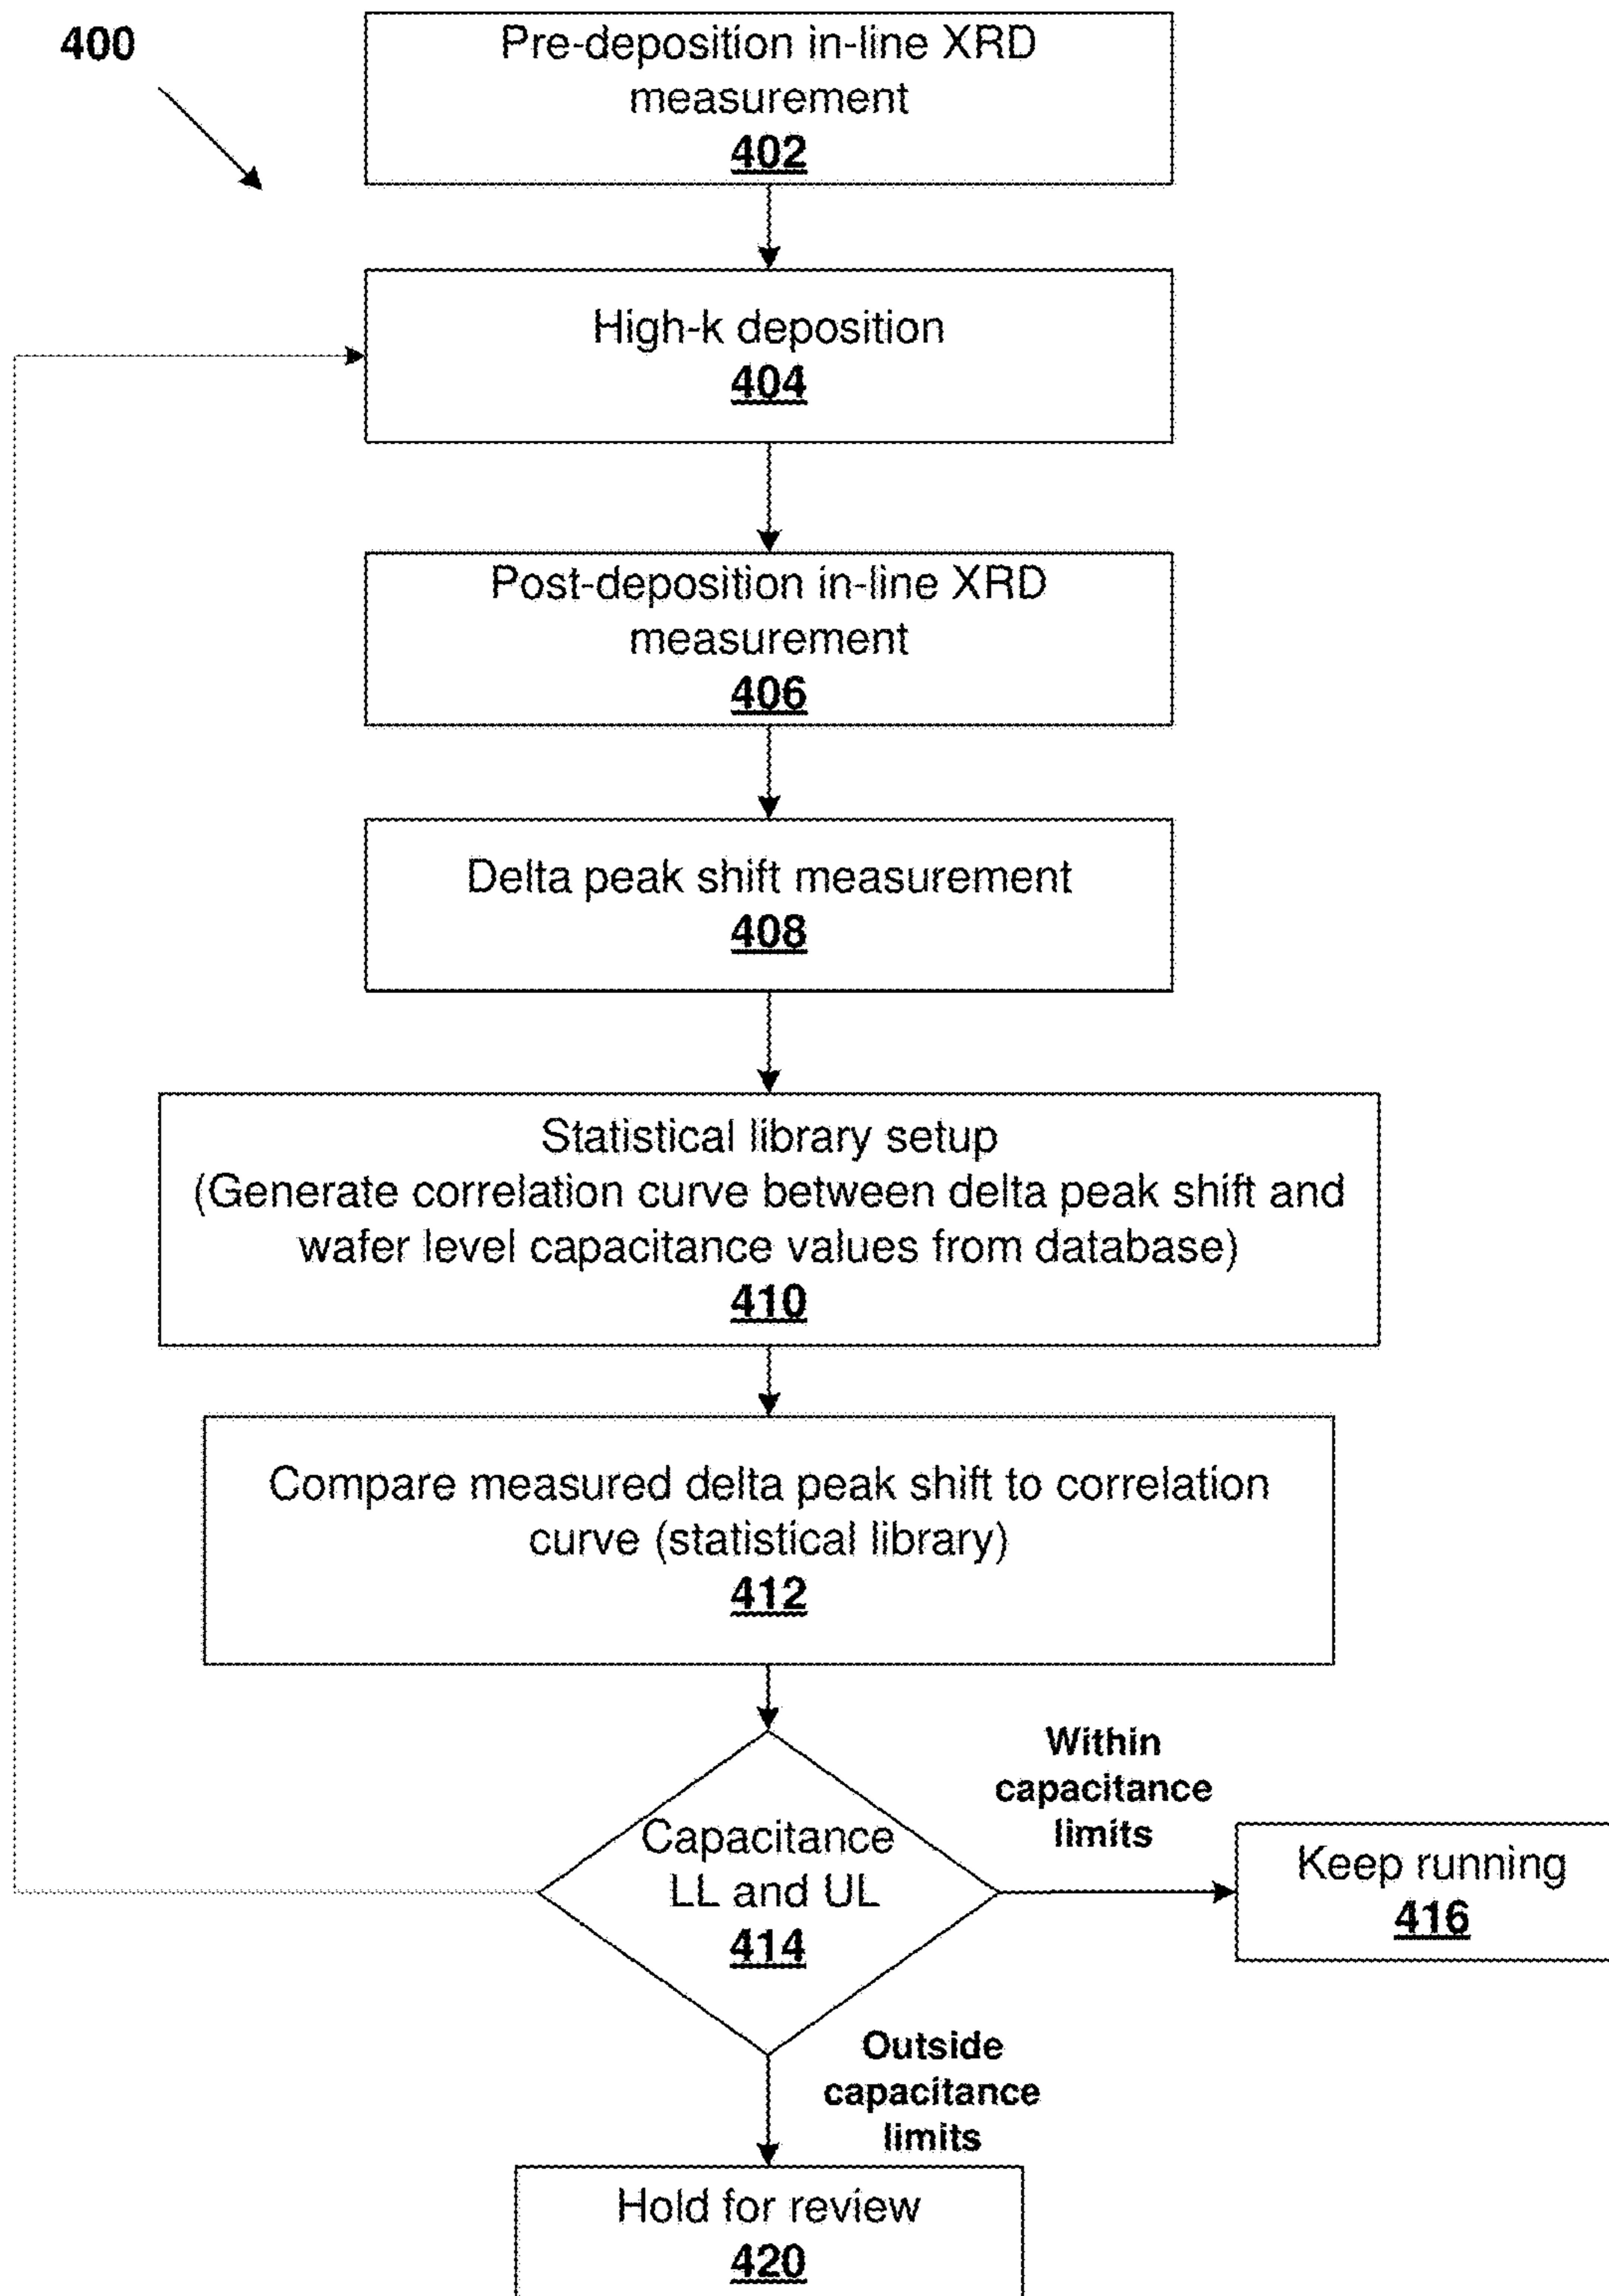 400
Pre-deposition in-line XRD
measurement
402
High-k deposition
404
Post-deposition in-line XRD
measurement
406
Delta peak shift measurement
408
Statistical library setup
(Generate correlation curve between delta peak shift and
wafer level capacitance values from database)
410
Compare measured delta peak shift to correlation
curve (statistical library)
412
Capacitance
LL and UL
414
Within
capacitance
limits
Keep running
416
Outside
capacitance
limits
Hold for review
420